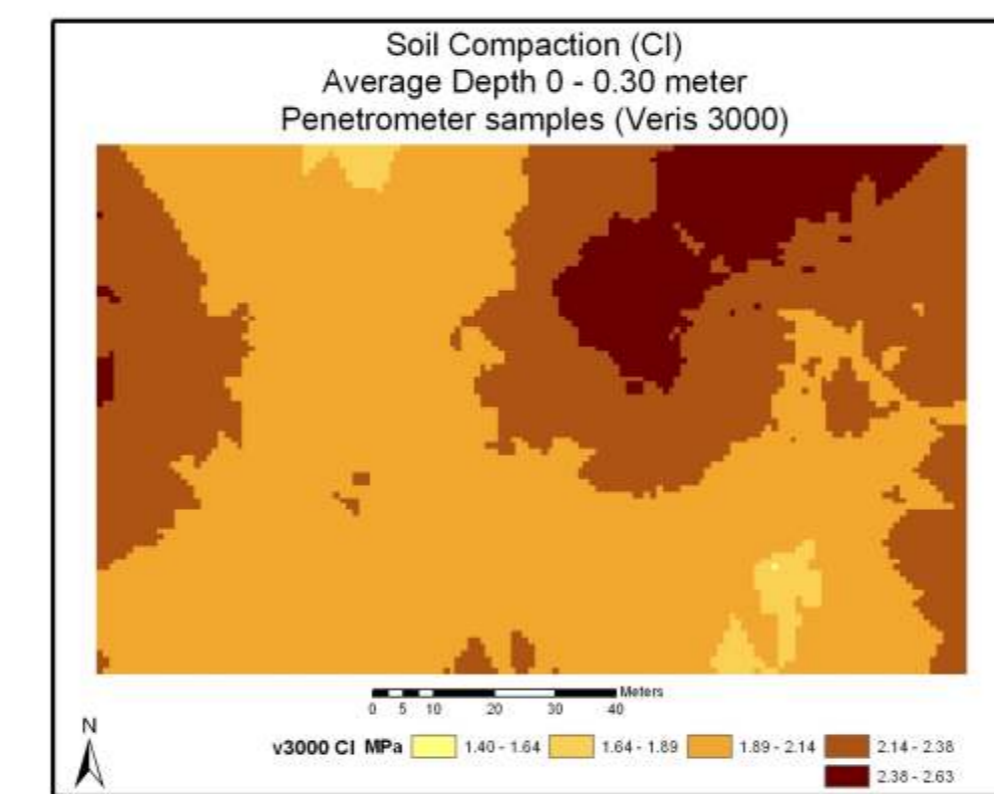 Soil Compaction (CI)
Average Depth 0 - 0.30 meter
Penetrometer samples (Veris 3000)
Meters
0 5 10 20 30 40
N
v3000 CI MPa 1.40 - 1.64 1.64 - 1.89 1.89 - 2.14 2.14 - 2.38
2.38 - 2.63